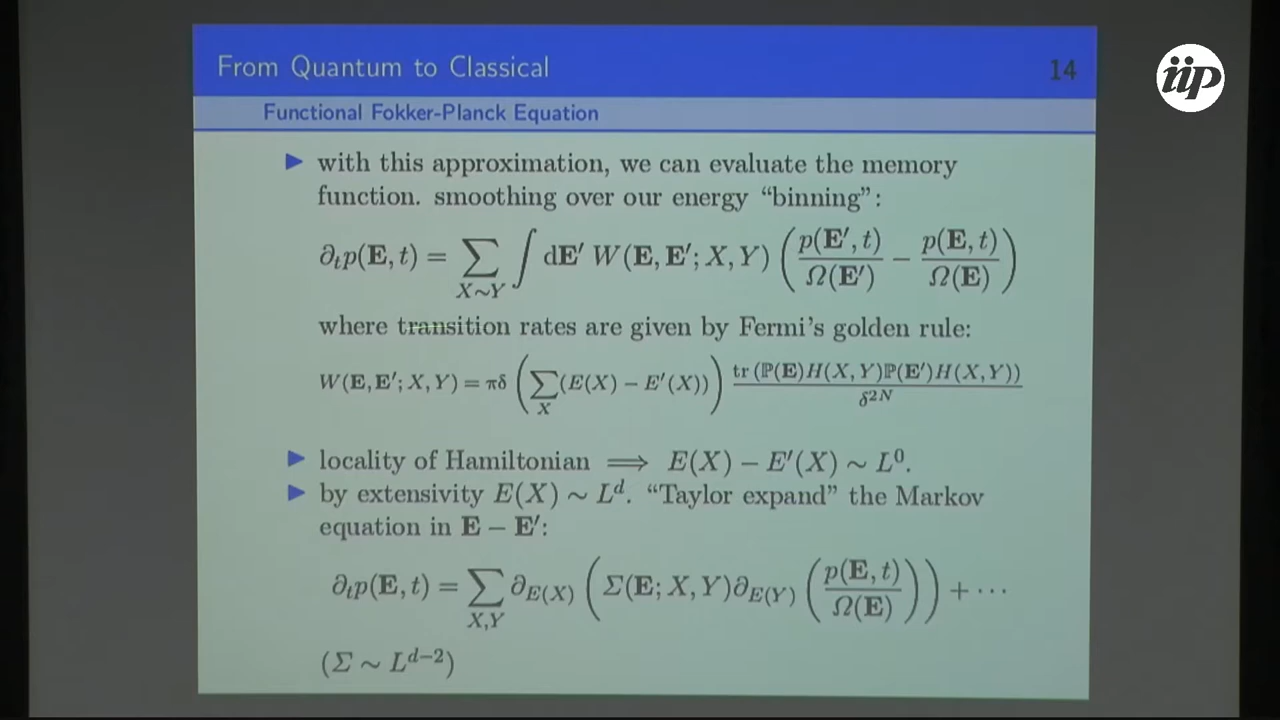 From Quantum to Classical 14
iip
Functional Fokker-Planck Equation
▶ with this approximation, we can evaluate the memory
function. smoothing over our energy “binning”:
∂ₜp(𝐄, t) = ∑_{X∼Y} ∫ d𝐄′ W(𝐄, 𝐄′; X, Y) ( p(𝐄′, t)/Ω(𝐄′) − p(𝐄, t)/Ω(𝐄) )
where transition rates are given by Fermi’s golden rule:
W(𝐄, 𝐄′; X, Y) = πδ ( ∑_X (E(X) − E′(X)) ) tr (ℙ(𝐄)H(X, Y)ℙ(𝐄′)H(X, Y)) / δ^{2N}
▶ locality of Hamiltonian ⟹ E(X) − E′(X) ∼ L⁰.
▶ by extensivity E(X) ∼ L^d. “Taylor expand” the Markov
equation in 𝐄 − 𝐄′:
∂ₜp(𝐄, t) = ∑_{X,Y} ∂_{E(X)} ( Σ(𝐄; X, Y)∂_{E(Y)} ( p(𝐄, t)/Ω(𝐄) ) ) + ⋯
(Σ ∼ L^{d−2})